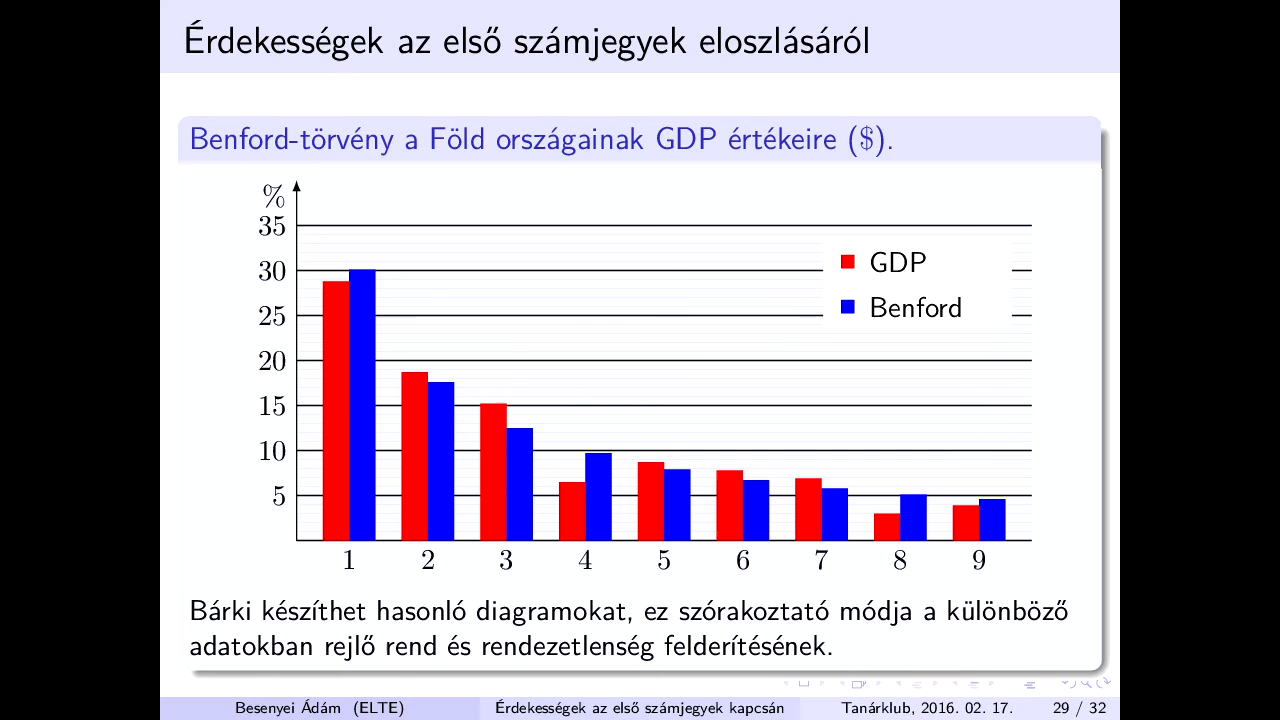 Érdekességek az első számjegyek eloszlásáról
Benford-törvény a Föld országainak GDP értékeire ($).
%
35
30
25
20
15
10
5
GDP
Benford
1 2 3 4 5 6 7 8 9
Bárki készíthet hasonló diagramokat, ez szórakoztató módja a különböző
adatokban rejlő rend és rendezetlenség felderítésének.
Besenyei Ádám (ELTE) Érdekességek az első számjegyek kapcsán Tanárklub, 2016. 02. 17. 29 / 32